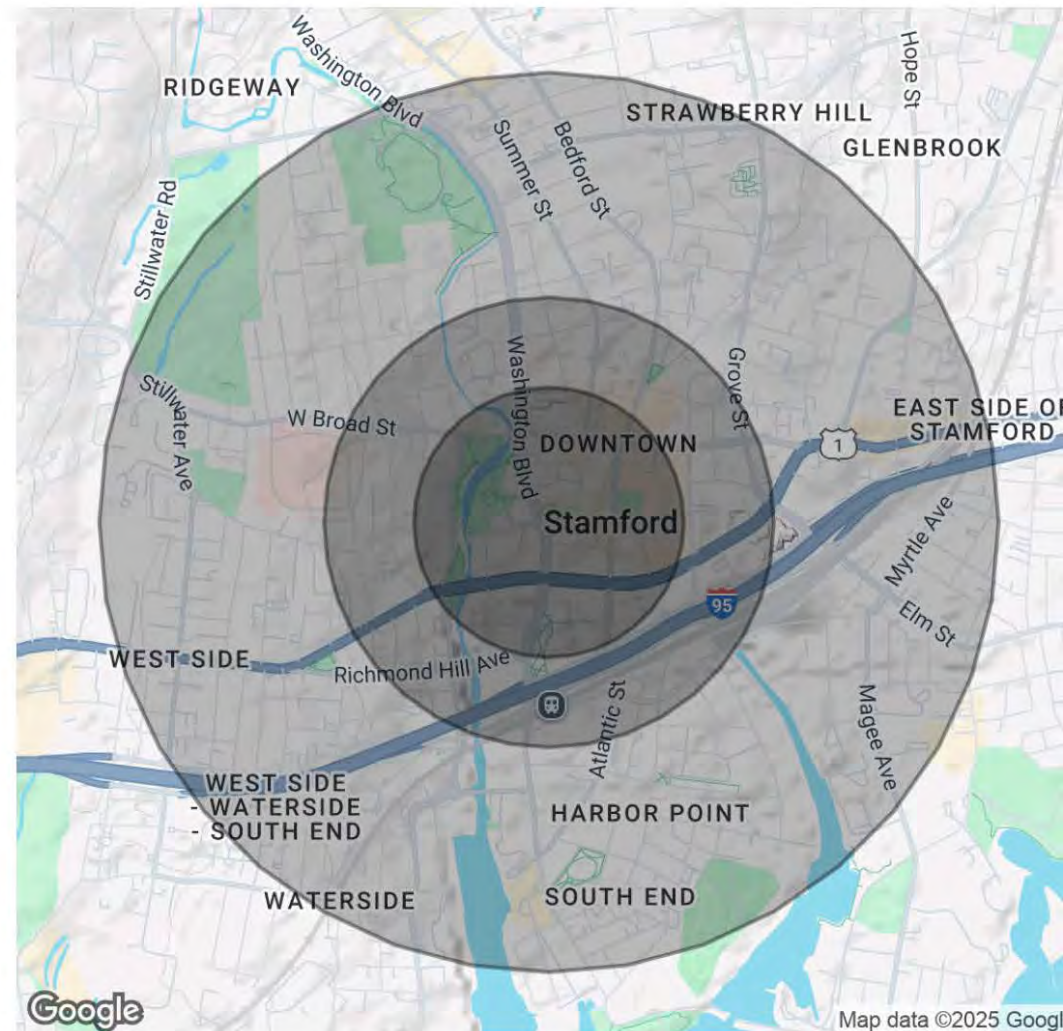 Washington Blvd
Hope St
RIDGEWAY
STRAWBERRY HILL
Summer St
Bedford St
GLENBROOK
Stillwater Rd
Washington Blvd
Grove St
Stillwater Ave
W Broad St
EAST SIDE OF
STAMFORD
DOWNTOWN
1
Stamford
Myrtle Ave
95
Elm St
WEST SIDE
Richmond Hill Ave
Atlantic St
Magee Ave
WEST SIDE
- WATERSIDE
- SOUTH END
HARBOR POINT
WATERSIDE
SOUTH END
Google
Map data ©2025 Googl